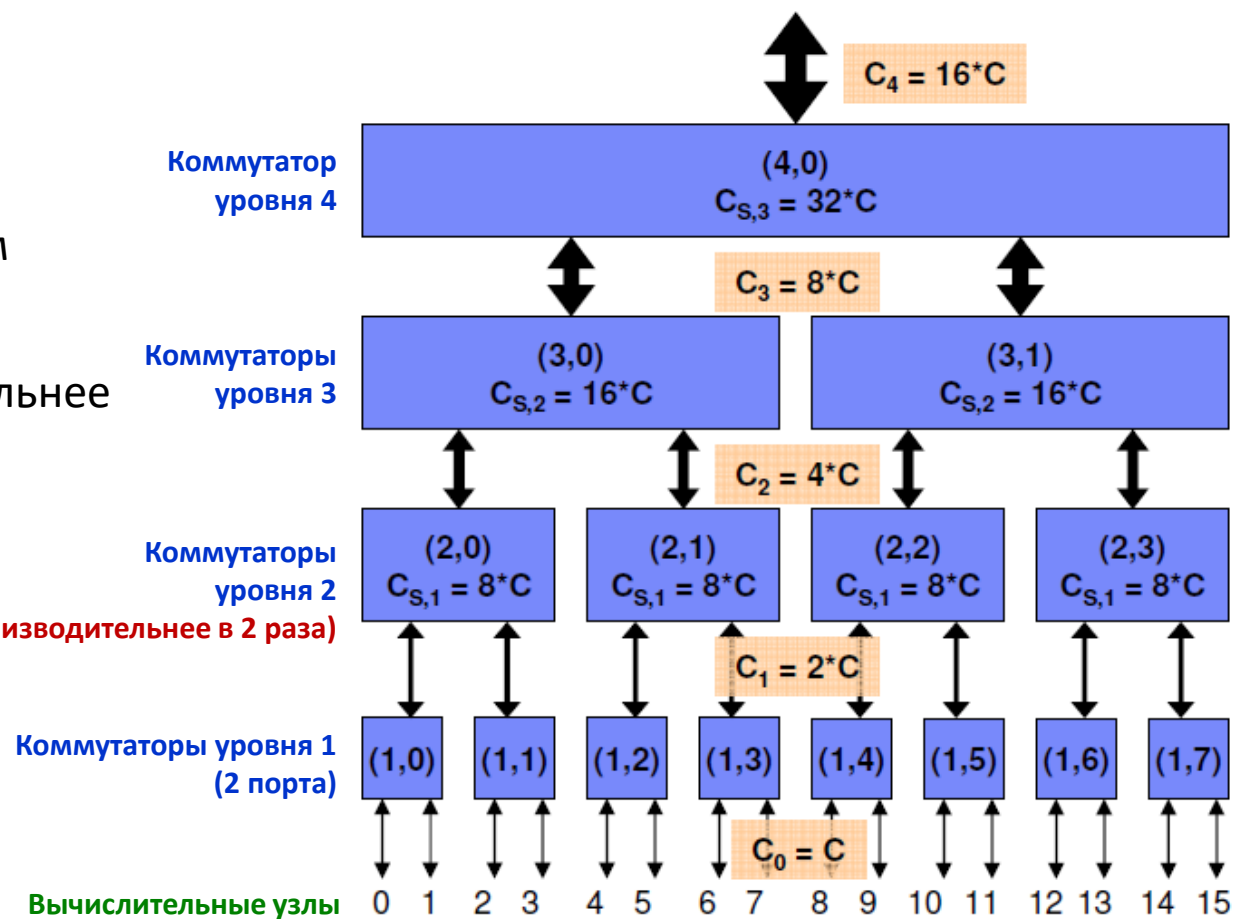 C₄ = 16*C
Коммутатор
уровня 4
(4,0)
C_S,3 = 32*C
м
C₃ = 8*C
Коммутаторы
уровня 3
льнее
(3,0)
C_S,2 = 16*C
(3,1)
C_S,2 = 16*C
C₂ = 4*C
Коммутаторы
уровня 2
изводительнее в 2 раза)
(2,0)
C_S,1 = 8*C
(2,1)
C_S,1 = 8*C
(2,2)
C_S,1 = 8*C
(2,3)
C_S,1 = 8*C
C₁ = 2*C
Коммутаторы уровня 1
(2 порта)
(1,0) (1,1) (1,2) (1,3) (1,4) (1,5) (1,6) (1,7)
C₀ = C
Вычислительные узлы 0 1 2 3 4 5 6 7 8 9 10 11 12 13 14 15